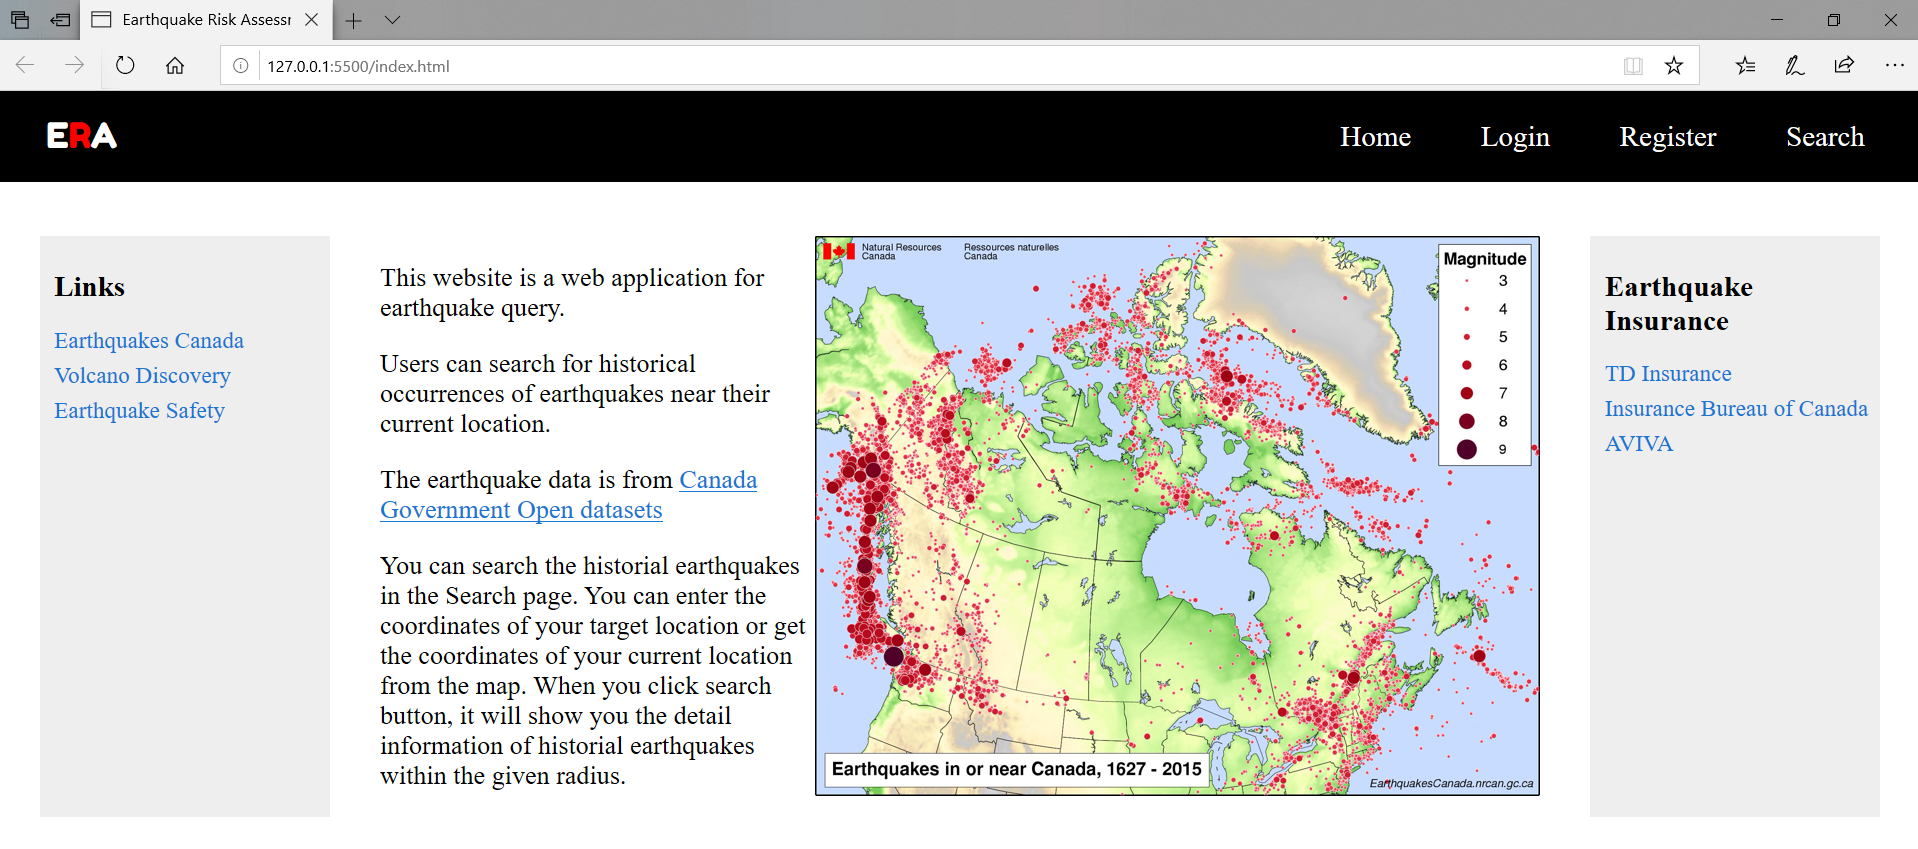 Earthquake Risk Assessr
127.0.0.1:5500/index.html
ERA
Home
Login
Register
Search
Links
Earthquakes Canada
Volcano Discovery
Earthquake Safety
This website is a web application for
earthquake query.
Users can search for historical
occurrences of earthquakes near their
current location.
The earthquake data is from Canada
Government Open datasets
You can search the historial earthquakes
in the Search page. You can enter the
coordinates of your target location or get
the coordinates of your current location
from the map. When you click search
button, it will show you the detail
information of historial earthquakes
within the given radius.
Natural Resources
Canada
Ressources naturelles
Canada
Magnitude
3
4
5
6
7
8
9
Earthquakes in or near Canada, 1627 - 2015
EarthquakesCanada.nrcan.gc.ca
Earthquake
Insurance
TD Insurance
Insurance Bureau of Canada
AVIVA